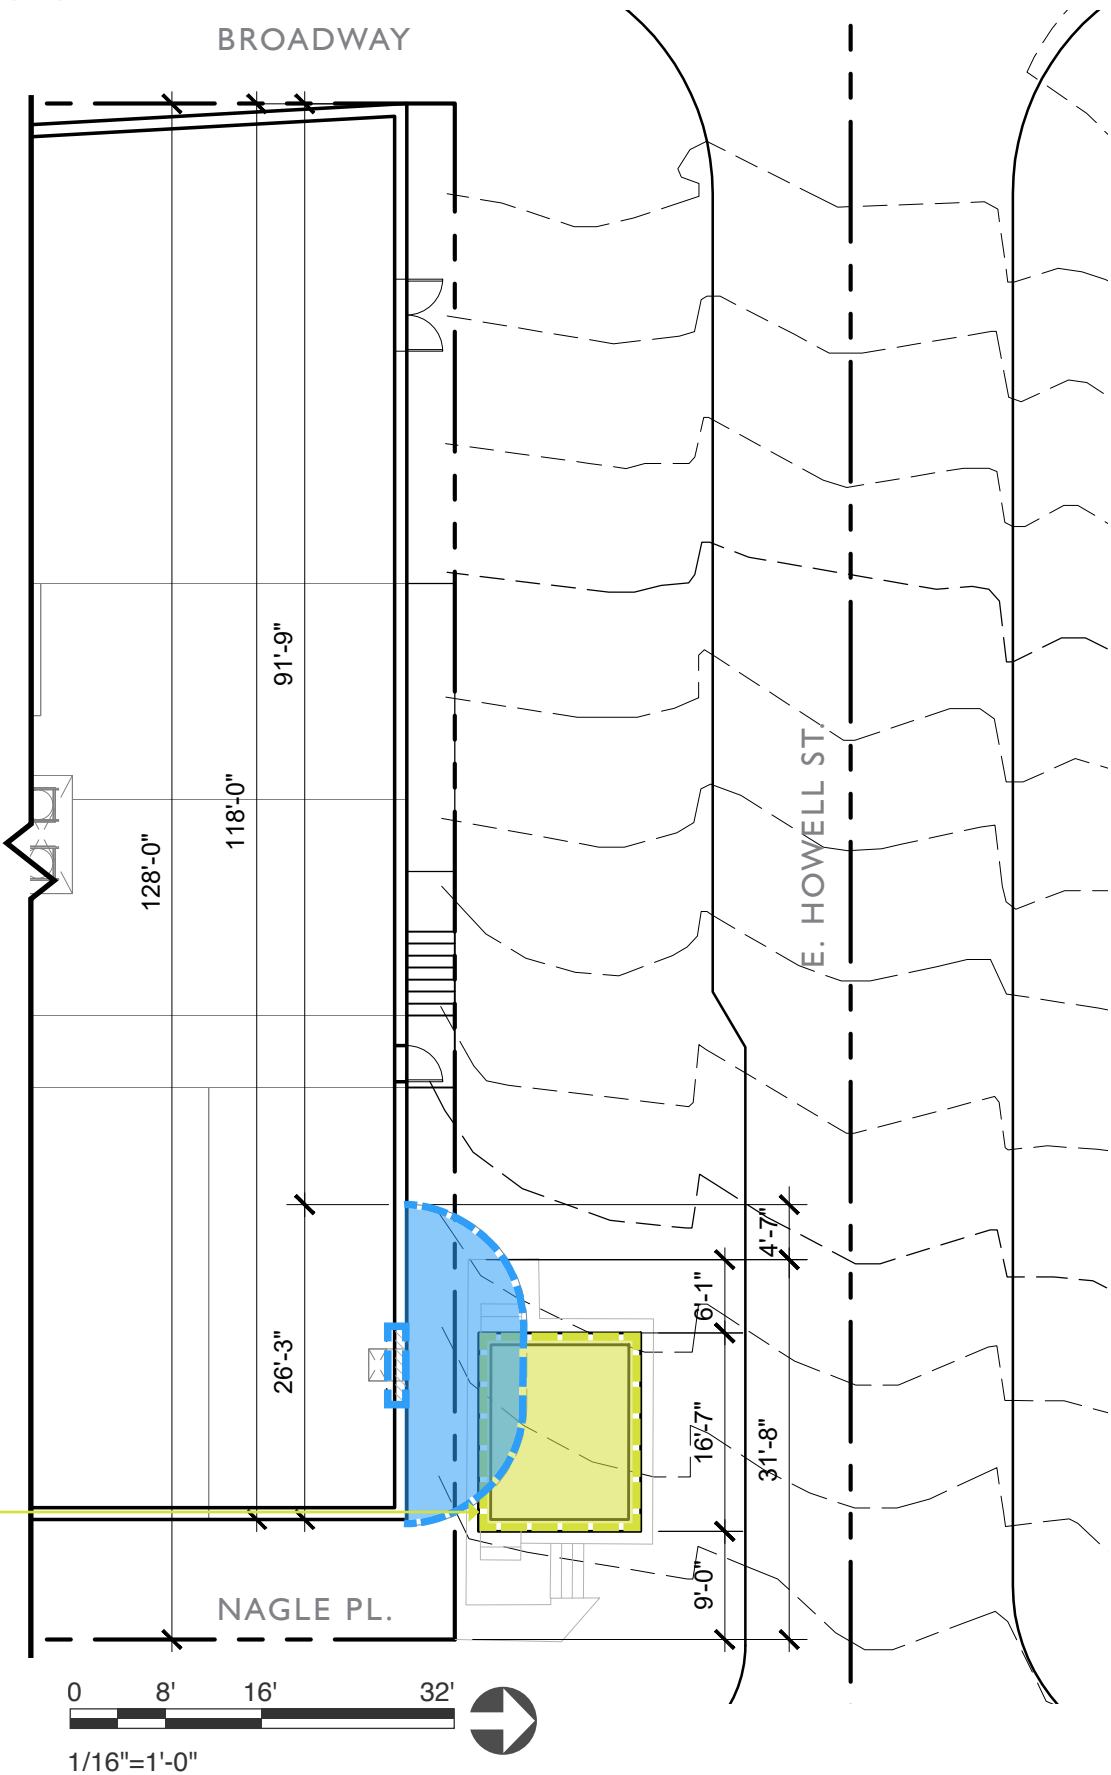 BROADWAY
91'-9"
118'-0"
128'-0"
E. HOWELL ST.
4'-7"
6'-1"
26'-3"
16'-7"
31'-8"
9'-0"
NAGLE PL.
0 8' 16' 32'
1/16"=1'-0"